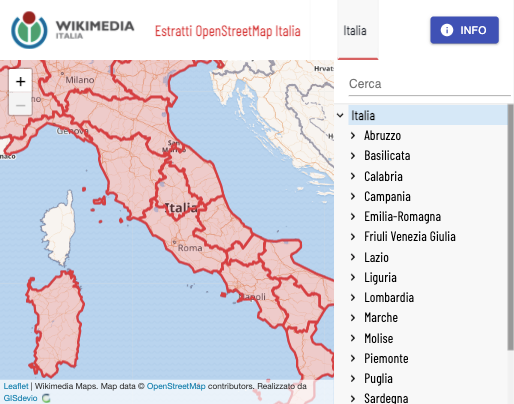 WIKIMEDIA
ITALIA
Estratti OpenStreetMap Italia
Italia
INFO
+
−
Milano
Genova
Italia
Roma
Napoli
Hrvat
naco
Leaflet | Wikimedia Maps. Map data © OpenStreetMap contributors. Realizzato da
GISdevio
Cerca
Italia
Abruzzo
Basilicata
Calabria
Campania
Emilia-Romagna
Friuli Venezia Giulia
Lazio
Liguria
Lombardia
Marche
Molise
Piemonte
Puglia
Sardegna